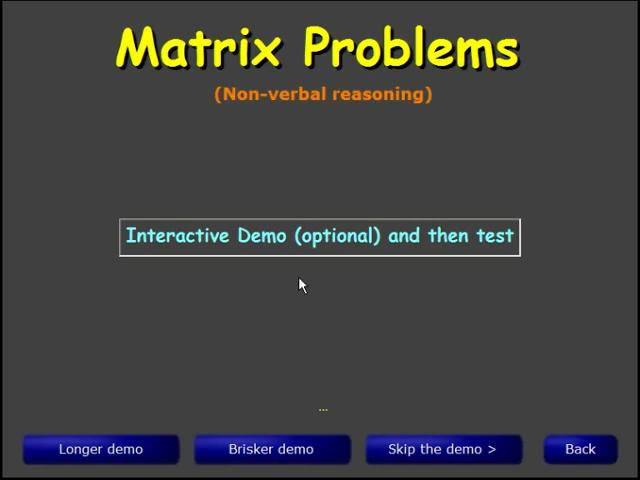 Matrix Problems
(Non-verbal reasoning)
Interactive Demo (optional) and then test
...
Longer demo
Brisker demo
Skip the demo >
Back